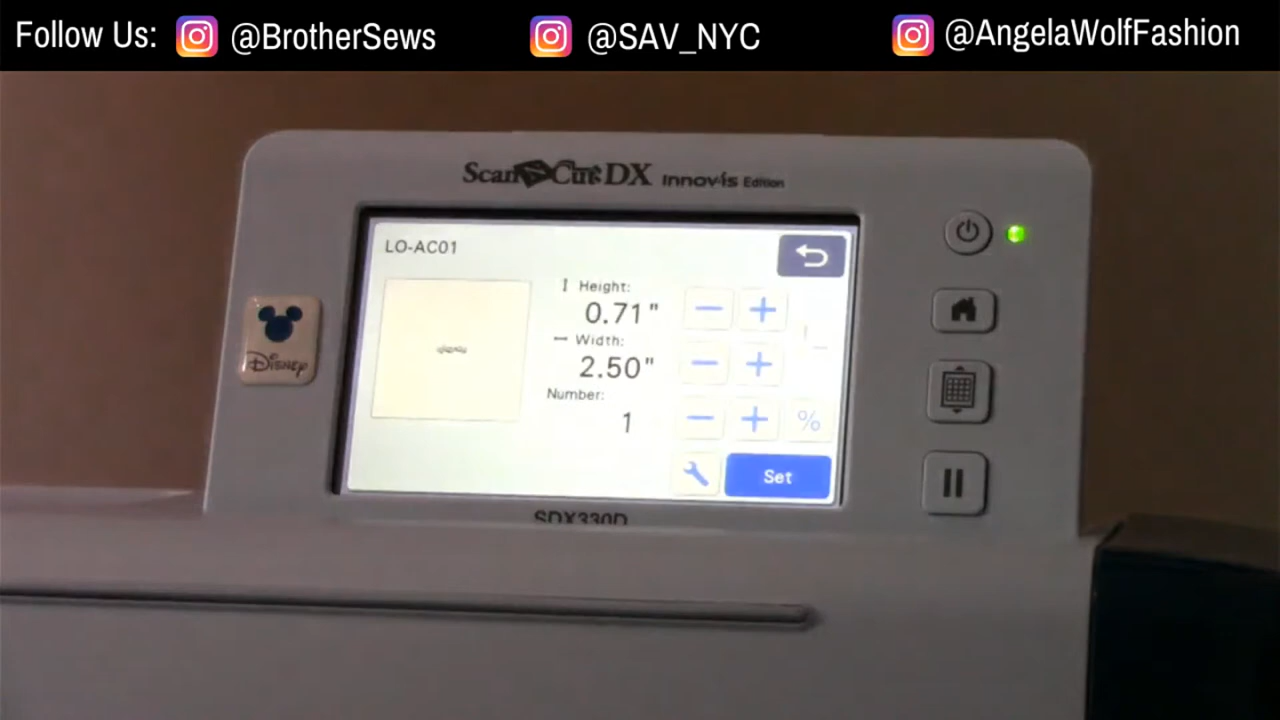 Follow Us: @BrotherSews @SAV_NYC @AngelaWolfFashion
ScanNCut DX Innov-ís Edition
LO-AC01
Height:
0.71"
Width:
2.50"
Number:
1
%
Set
Disney
SDX330D